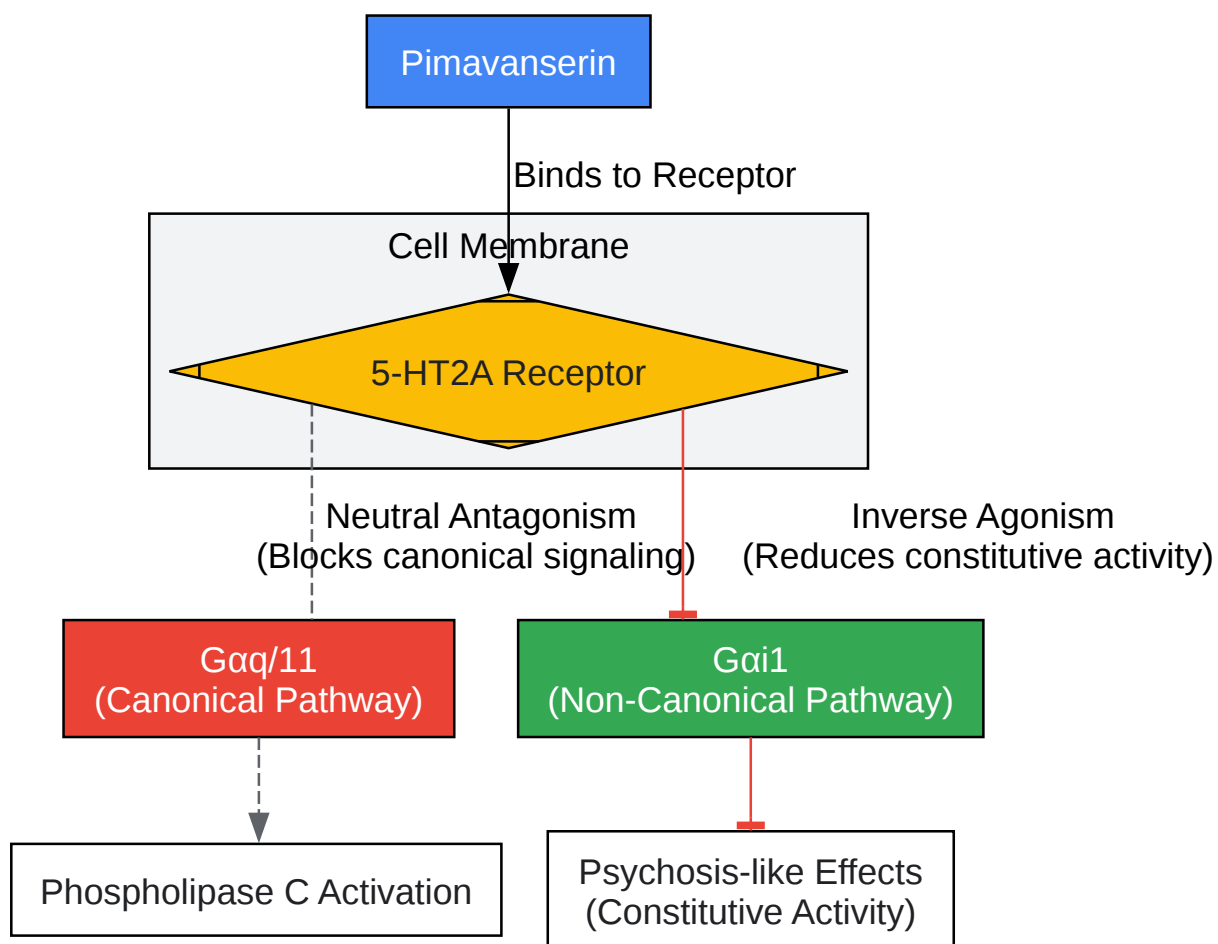 Pimavanserin
Binds to Receptor
Cell Membrane
5-HT2A Receptor
Neutral Antagonism
(Blocks canonical signaling)
Inverse Agonism
(Reduces constitutive activity)
Gαq/11
(Canonical Pathway)
Gαi1
(Non-Canonical Pathway)
Phospholipase C Activation
Psychosis-like Effects
(Constitutive Activity)